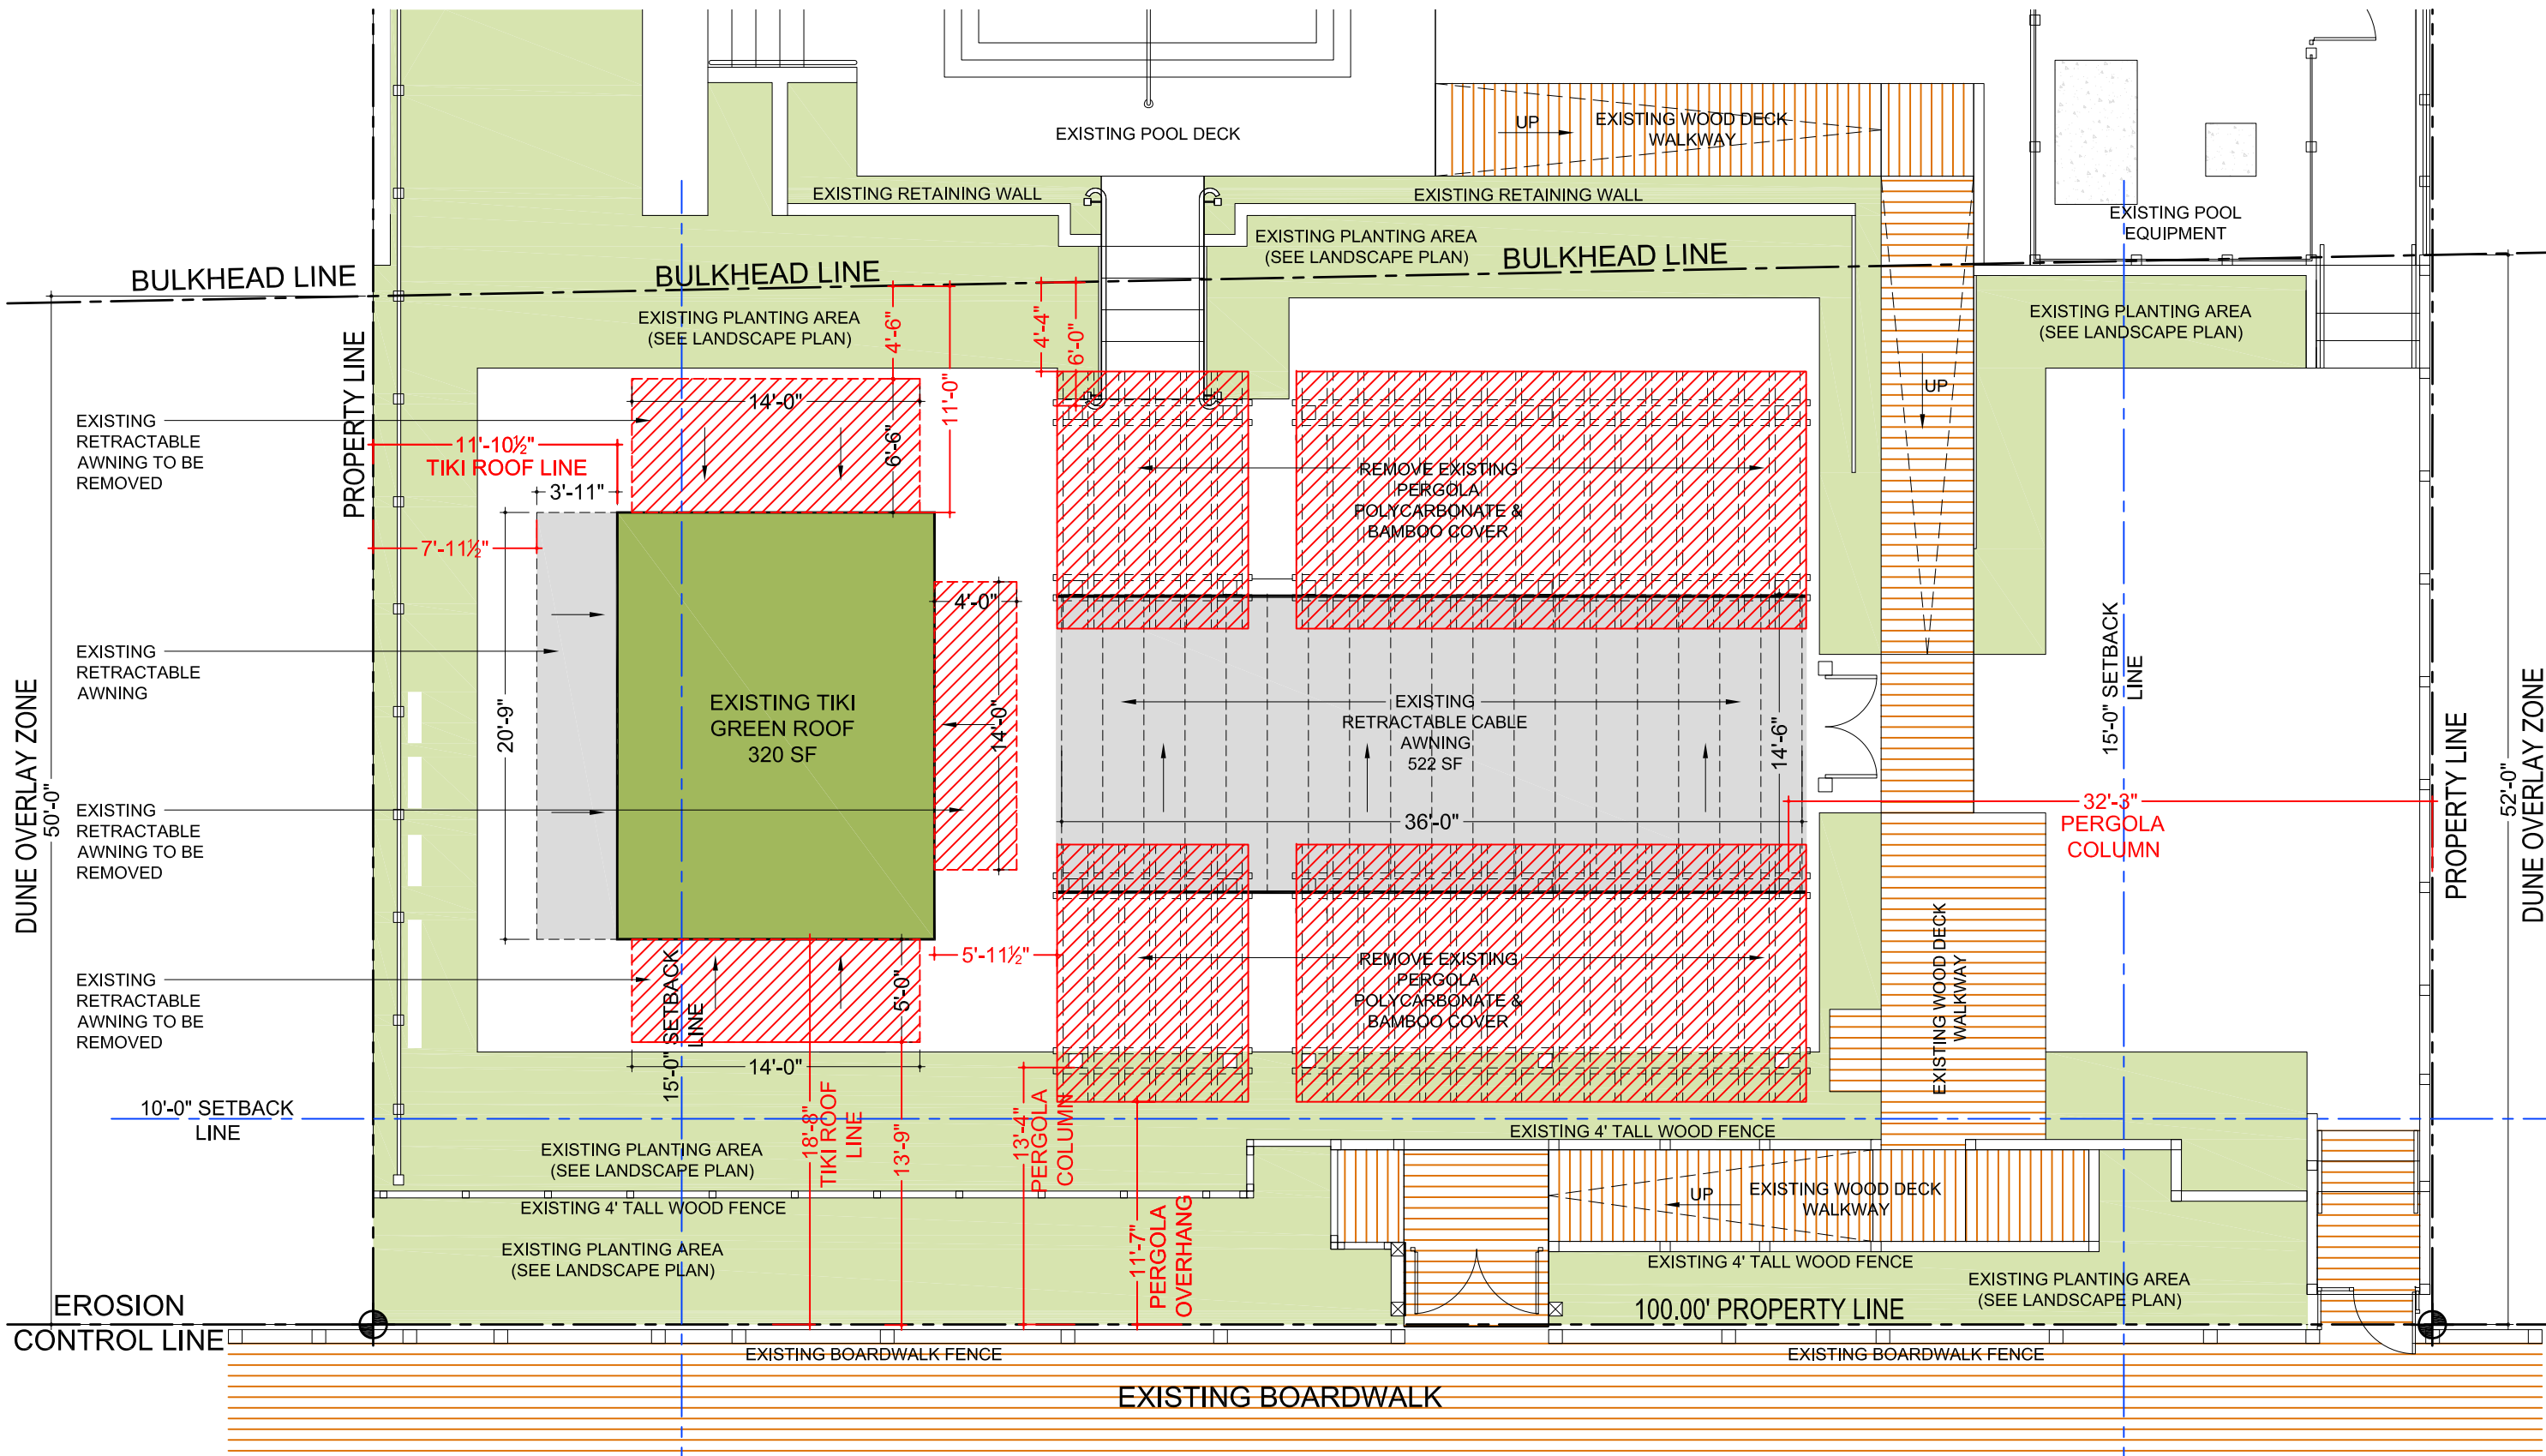 EXISTING POOL DECK
UP
EXISTING WOOD DECK
WALKWAY
EXISTING RETAINING WALL
EXISTING RETAINING WALL
EXISTING POOL
EQUIPMENT
EXISTING PLANTING AREA
(SEE LANDSCAPE PLAN)
BULKHEAD LINE
BULKHEAD LINE
BULKHEAD LINE
EXISTING PLANTING AREA
(SEE LANDSCAPE PLAN)
EXISTING PLANTING AREA
(SEE LANDSCAPE PLAN)
4'-6"
11'-0"
4'-4"
6'-0"
PROPERTY LINE
UP
EXISTING
RETRACTABLE
AWNING TO BE
REMOVED
14'-0"
6'-6"
11'-10½"
TIKI ROOF LINE
3'-11"
7'-11½"
REMOVE EXISTING
PERGOLA
POLYCARBONATE &
BAMBOO COVER
4'-0"
14'-0"
EXISTING
RETRACTABLE
AWNING
20'-9"
EXISTING TIKI
GREEN ROOF
320 SF
EXISTING
RETRACTABLE CABLE
AWNING
522 SF
14'-6"
36'-0"
15'-0" SETBACK
LINE
32'-3"
PERGOLA
COLUMN
PROPERTY LINE
52'-0"
DUNE OVERLAY ZONE
DUNE OVERLAY ZONE
50'-0"
EXISTING
RETRACTABLE
AWNING TO BE
REMOVED
EXISTING
RETRACTABLE
AWNING TO BE
REMOVED
5'-11½"
5'-0"
14'-0"
15'-0" SETBACK
LINE
REMOVE EXISTING
PERGOLA
POLYCARBONATE &
BAMBOO COVER
EXISTING WOOD DECK
WALKWAY
10'-0" SETBACK
LINE
18'-8"
TIKI ROOF
LINE
13'-9"
13'-4"
PERGOLA
COLUMN
11'-7"
PERGOLA
OVERHANG
EXISTING PLANTING AREA
(SEE LANDSCAPE PLAN)
EXISTING 4' TALL WOOD FENCE
EXISTING 4' TALL WOOD FENCE
UP
EXISTING WOOD DECK
WALKWAY
EXISTING PLANTING AREA
(SEE LANDSCAPE PLAN)
EXISTING 4' TALL WOOD FENCE
EXISTING PLANTING AREA
(SEE LANDSCAPE PLAN)
EROSION
CONTROL LINE
100.00' PROPERTY LINE
EXISTING BOARDWALK FENCE
EXISTING BOARDWALK FENCE
EXISTING BOARDWALK